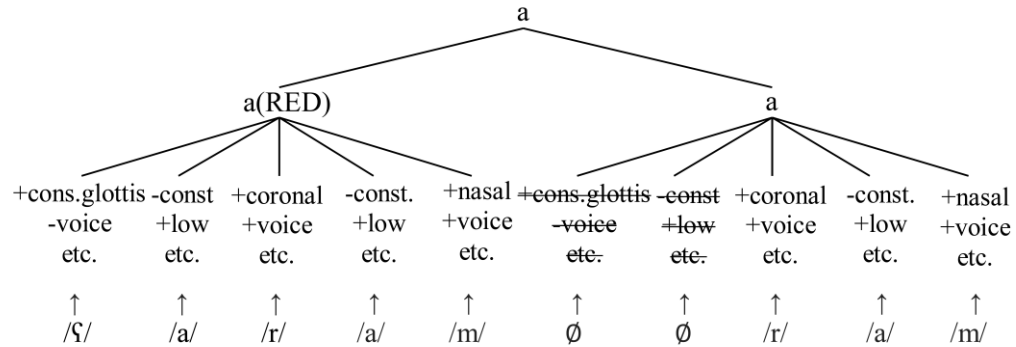 a
a(RED) a
+cons.glottis -const +coronal -const. +nasal +cons.glottis -const +coronal -const. +nasal
-voice +low +voice +low +voice -voice +low +voice +low +voice
etc. etc. etc. etc. etc. etc. etc. etc. etc. etc.
↑ ↑ ↑ ↑ ↑ ↑ ↑ ↑ ↑ ↑
/ʕ/ /a/ /r/ /a/ /m/ ∅ ∅ /r/ /a/ /m/